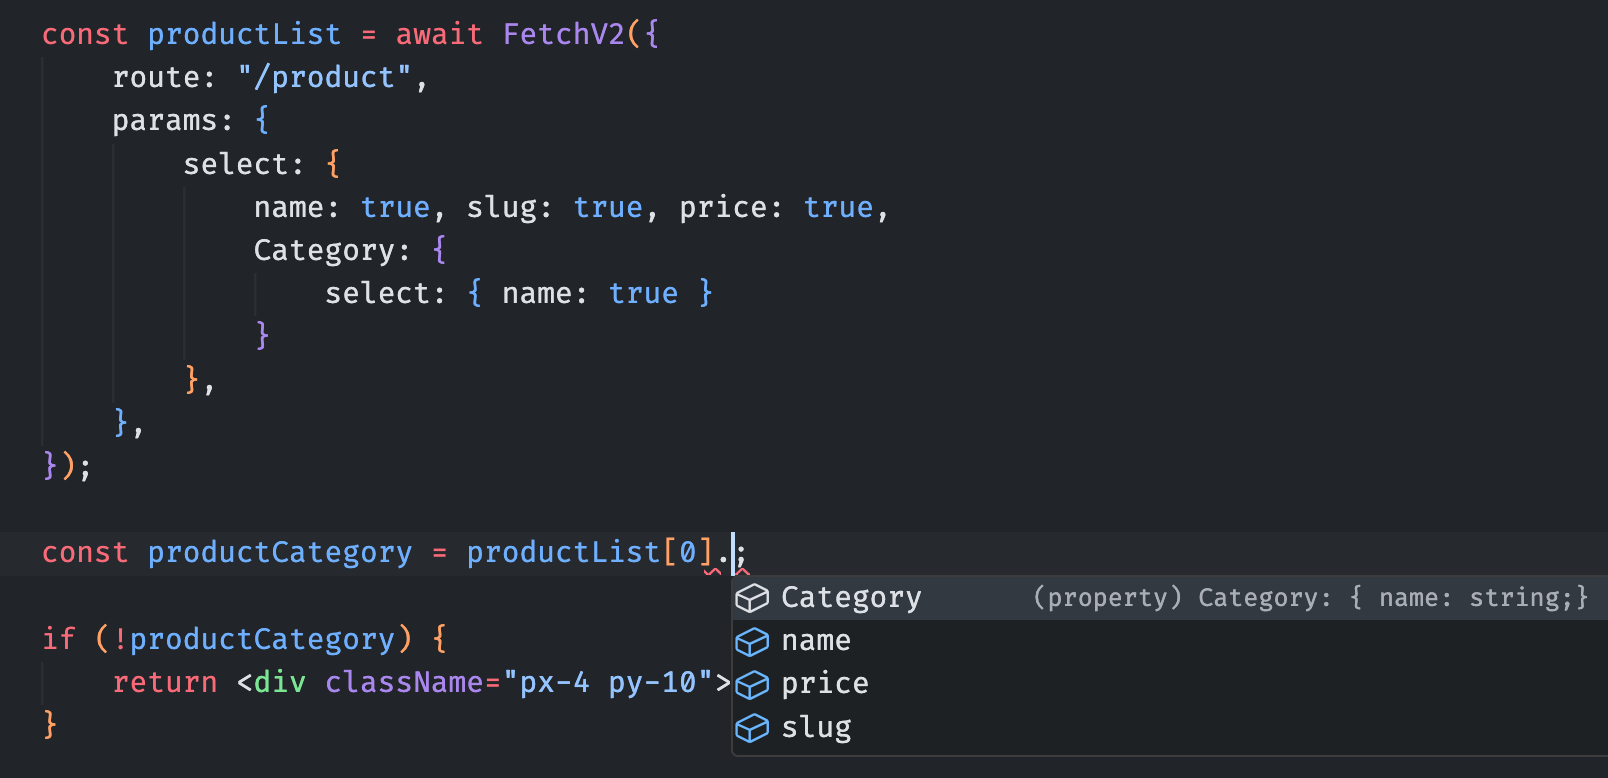 const productList = await FetchV2({
route: "/product",
params: {
select: {
name: true, slug: true, price: true,
Category: {
select: { name: true }
}
},
},
});
const productCategory = productList[0].;
Category (property) Category: { name: string;}
name
price
slug
if (!productCategory) {
return <div className="px-4 py-10">
}